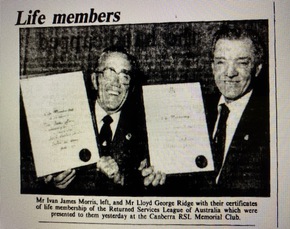 Life members
Mr Ivan James Morris, left, and Mr Lloyd George Ridge with their certificates
of life membership of the Returned Services League of Australia which were
presented to them yesterday at the Canberra RSL Memorial Club.